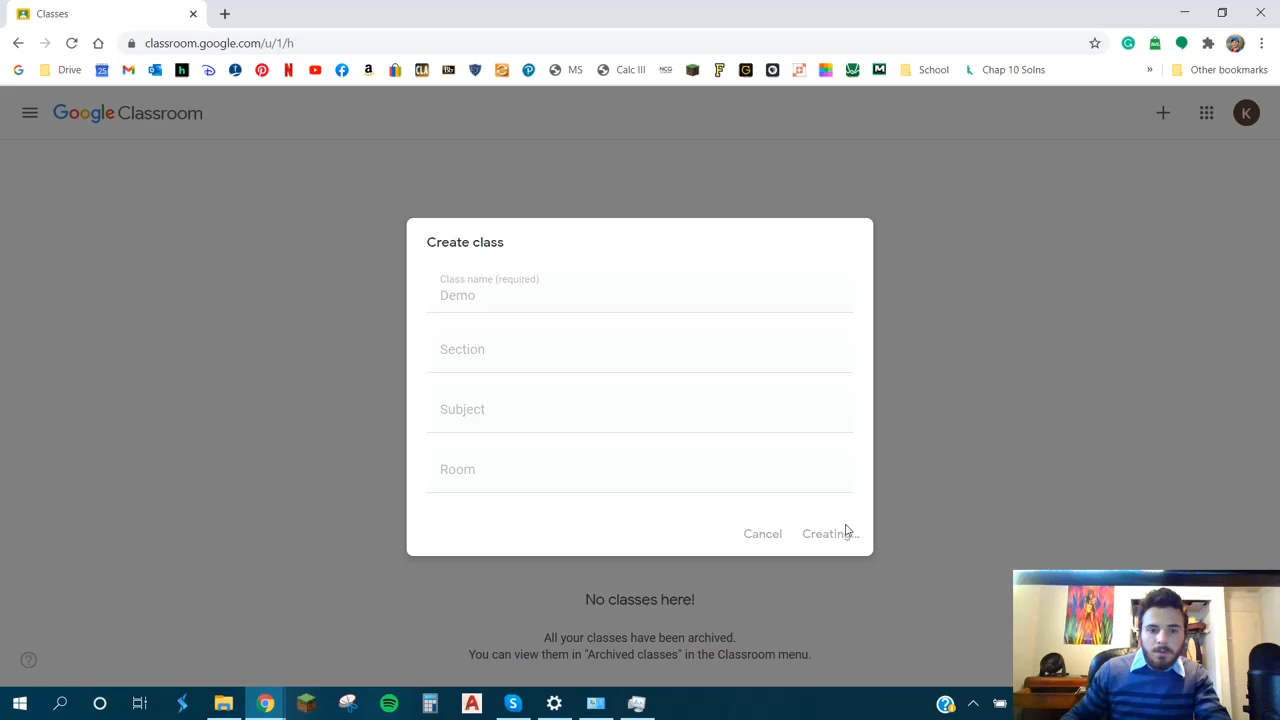 Classes
classroom.google.com/u/1/h
Drive
MS
Calc III
NCG
School
Chap 10 Solns
»
Other bookmarks
Google Classroom
K
Create class
Class name (required)
Demo
Section
Subject
Room
Cancel
Creating...
No classes here!
All your classes have been archived.
You can view them in "Archived classes" in the Classroom menu.